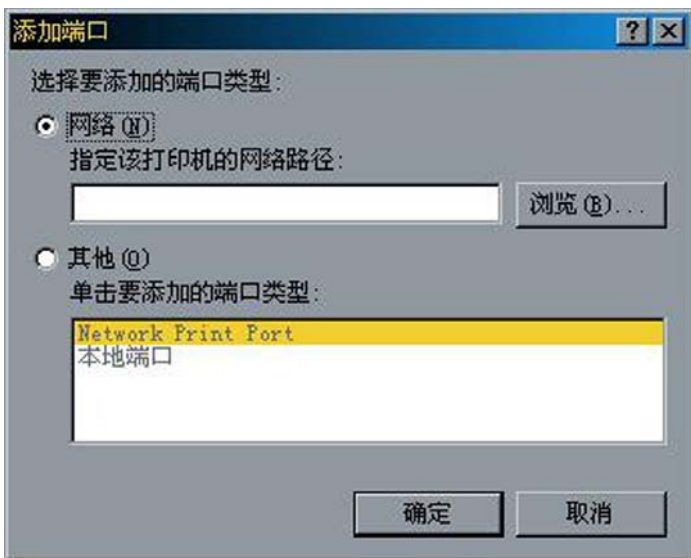 添加端口
选择要添加的端口类型:
网络(N)
指定该打印机的网络路径:
浏览(B)...
其他(O)
单击要添加的端口类型:
Network Print Port
本地端口
确定 取消